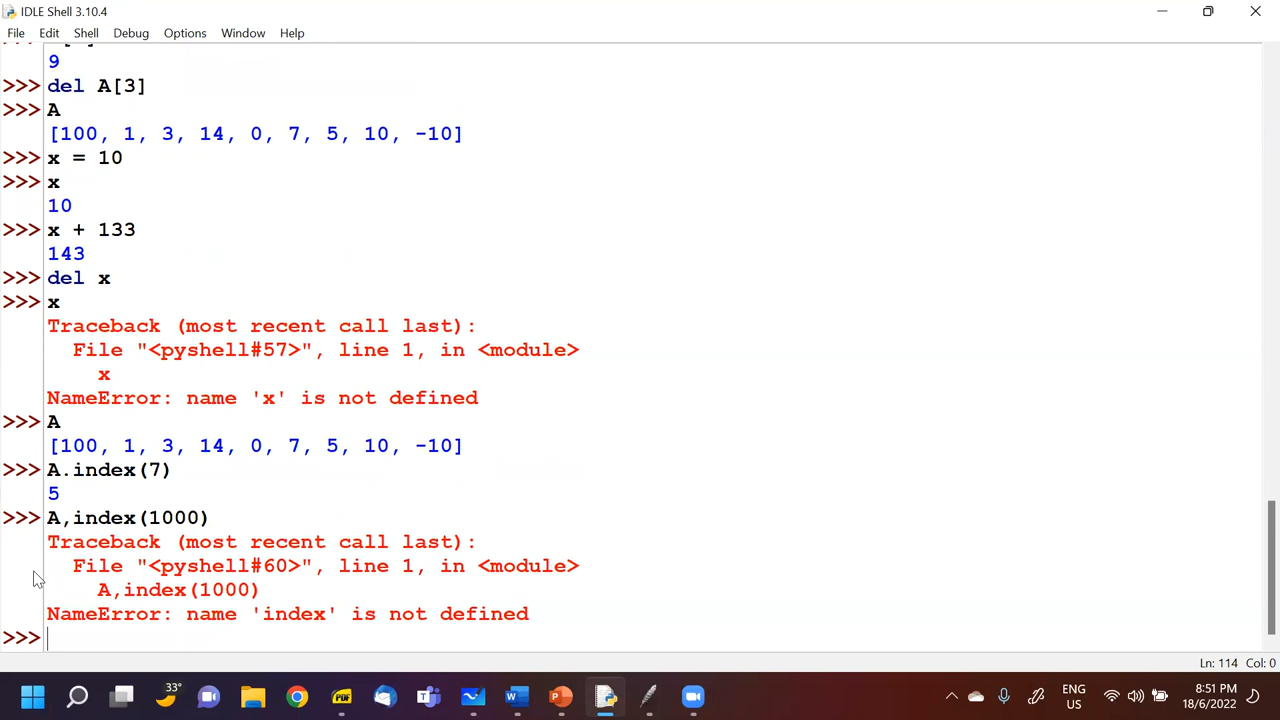 IDLE Shell 3.10.4
File Edit Shell Debug Options Window Help
9
>>> del A[3]
>>> A
[100, 1, 3, 14, 0, 7, 5, 10, -10]
>>> x = 10
>>> x
10
>>> x + 133
143
>>> del x
>>> x
Traceback (most recent call last):
File "<pyshell#57>", line 1, in <module>
x
NameError: name 'x' is not defined
>>> A
[100, 1, 3, 14, 0, 7, 5, 10, -10]
>>> A.index(7)
5
>>> A,index(1000)
Traceback (most recent call last):
File "<pyshell#60>", line 1, in <module>
A,index(1000)
NameError: name 'index' is not defined
>>>
Ln: 114 Col: 0
33°
PDF
ENG
US
8:51 PM
18/6/2022